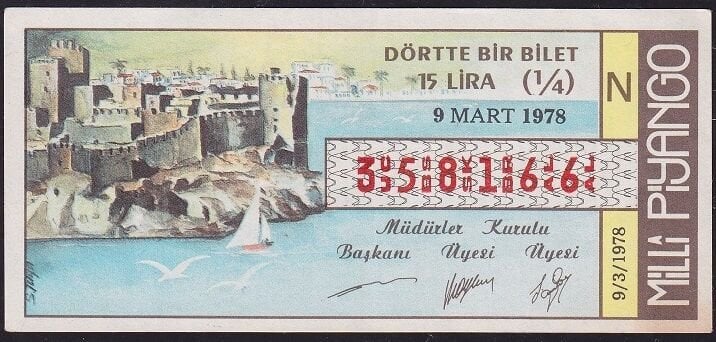 DÖRTTE BİR BİLET
15 LİRA (1/4)
9 MART 1978
358166
Müdürler Kurulu
Başkanı Üyesi Üyesi
N
9/3/1978
MİLLİ PİYANGO